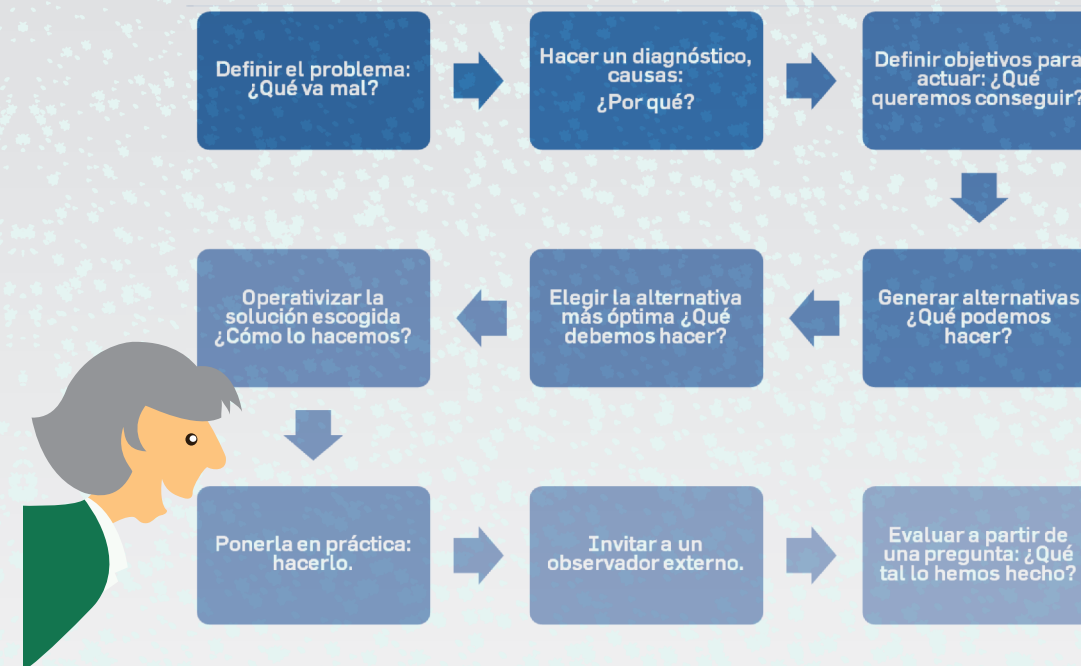 Definir el problema:
¿Qué va mal?
Hacer un diagnóstico,
causas:
¿Por qué?
Definir objetivos para
actuar: ¿Qué
queremos conseguir?
Generar alternativas
¿Qué podemos
hacer?
Elegir la alternativa
más óptima ¿Qué
debemos hacer?
Operativizar la
solución escogida
¿Cómo lo hacemos?
Ponerla en práctica:
hacerlo.
Invitar a un
observador externo.
Evaluar a partir de
una pregunta: ¿Qué
tal lo hemos hecho?